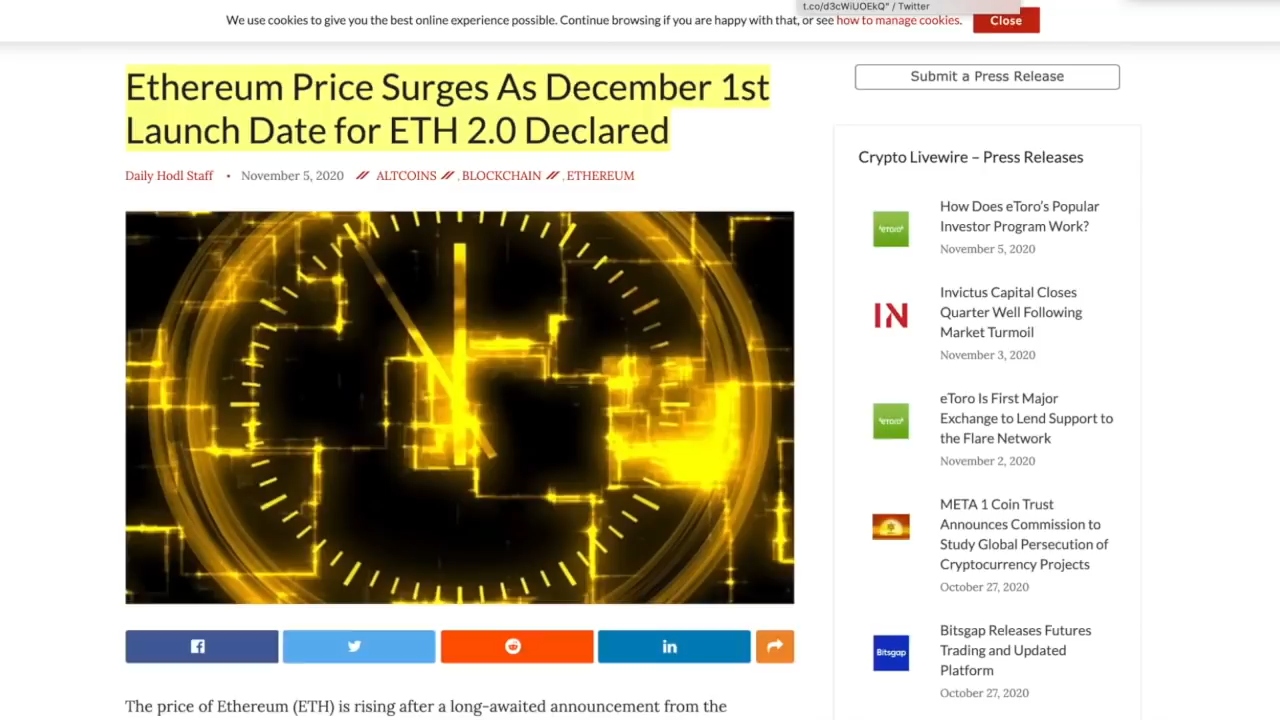 t.co/d3cWiUOEkQ" / Twitter
We use cookies to give you the best online experience possible. Continue browsing if you are happy with that, or see how to manage cookies.
Close
Ethereum Price Surges As December 1st
Launch Date for ETH 2.0 Declared
Daily Hodl Staff • November 5, 2020 // ALTCOINS // , BLOCKCHAIN // , ETHEREUM
The price of Ethereum (ETH) is rising after a long-awaited announcement from the
Submit a Press Release
Crypto Livewire – Press Releases
eToro
How Does eToro's Popular
Investor Program Work?
November 5, 2020
IN
Invictus Capital Closes
Quarter Well Following
Market Turmoil
November 3, 2020
eToro
eToro Is First Major
Exchange to Lend Support to
the Flare Network
November 2, 2020
META 1 Coin Trust
Announces Commission to
Study Global Persecution of
Cryptocurrency Projects
October 27, 2020
Bitsgap
Bitsgap Releases Futures
Trading and Updated
Platform
October 27, 2020